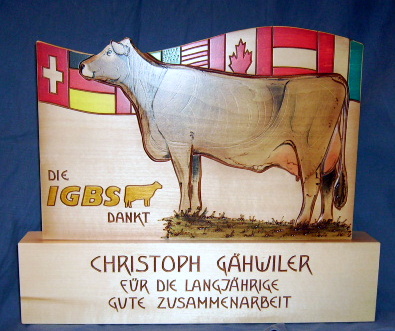 DIE
IGBS
DANKT
CHRISTOPH GÄHWILER
FÜR DIE LANGJÄHRIGE
GUTE ZUSAMMENARBEIT